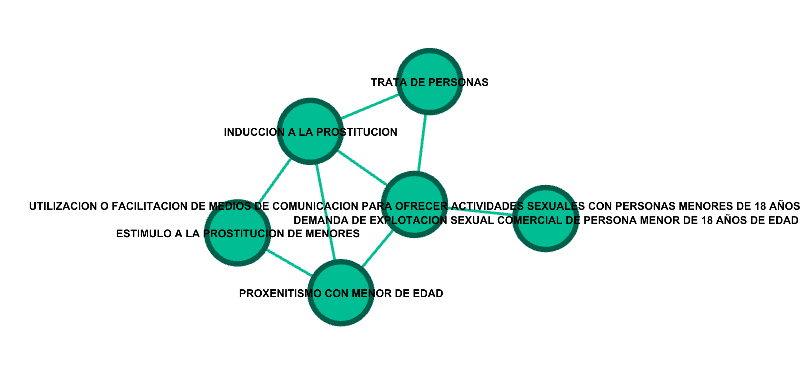 TRATA DE PERSONAS
INDUCCION A LA PROSTITUCION
UTILIZACION O FACILITACION DE MEDIOS DE COMUNICACION PARA OFRECER ACTIVIDADES SEXUALES CON PERSONAS MENORES DE 18 AÑOS
DEMANDA DE EXPLOTACION SEXUAL COMERCIAL DE PERSONA MENOR DE 18 AÑOS DE EDAD
ESTIMULO A LA PROSTITUCION DE MENORES
PROXENITISMO CON MENOR DE EDAD